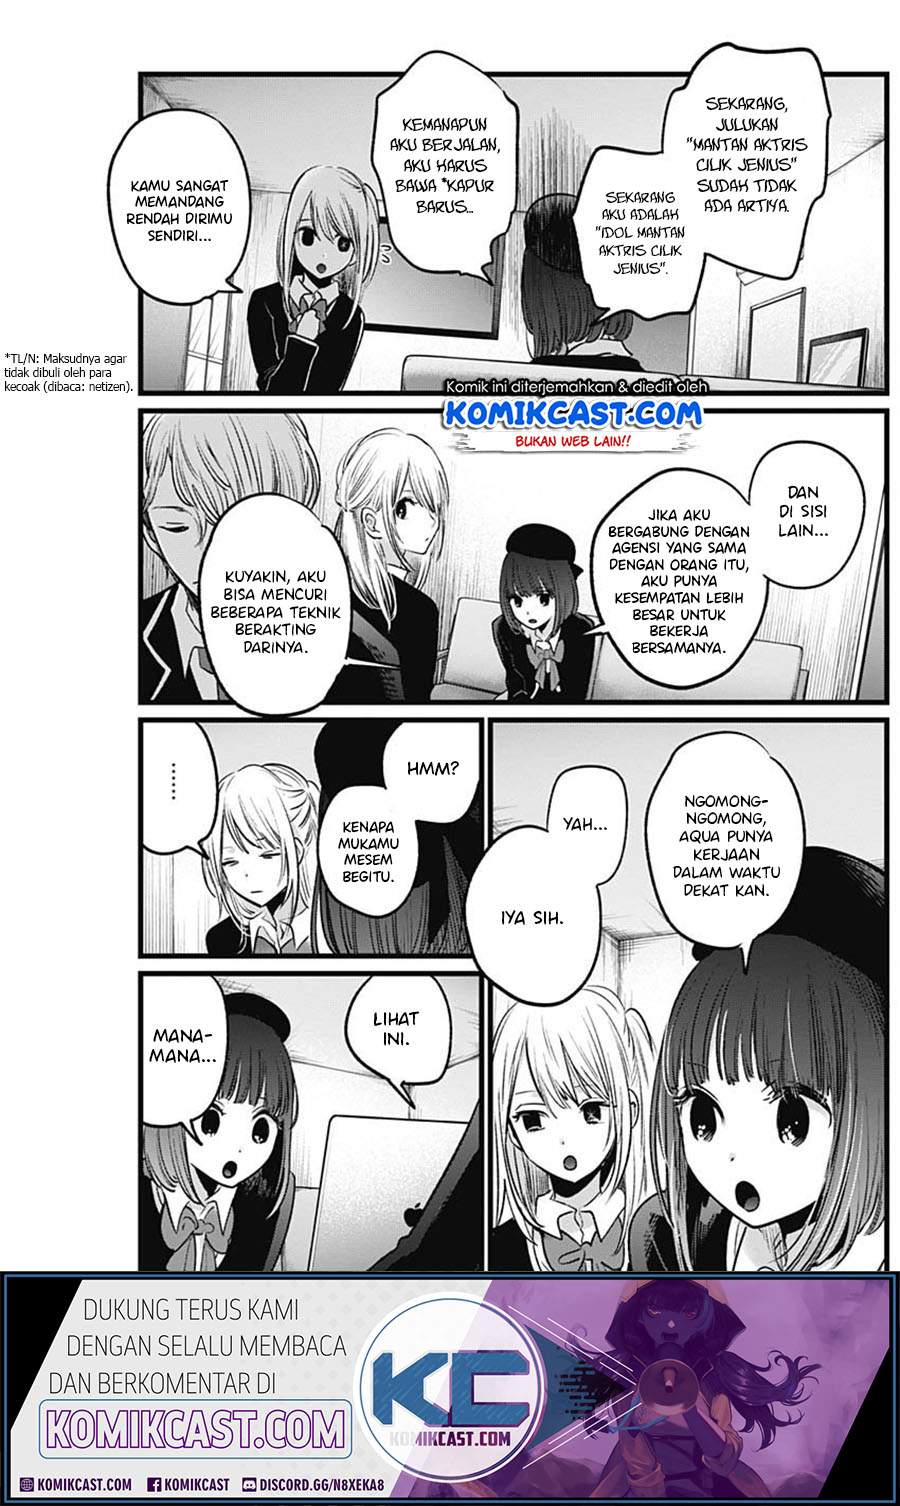 SEKARANG,
JULUKAN
"MANTAN AKTRIS
CILIK JENIUS"
SUDAH TIDAK
ADA ARTIYA.
SEKARANG
AKU ADALAH
"IDOL MANTAN
AKTRIS CILIK
JENIUS".
KEMANAPUN
AKU BERJALAN,
AKU HARUS
BAWA *KAPUR
BARUS...
KAMU SANGAT
MEMANDANG
RENDAH DIRIMU
SENDIRI...
*TL/N: Maksudnya agar
tidak dibuli oleh para
kecoak (dibaca: netizen).
Komik ini diterjemahkan & diedit oleh
KOMIKCAST.COM
BUKAN WEB LAIN!!
DAN
DI SISI
LAIN...
JIKA AKU
BERGABUNG DENGAN
AGENSI YANG SAMA
DENGAN ORANG ITU,
AKU PUNYA
KESEMPATAN LEBIH
BESAR UNTUK
BEKERJA
BERSAMANYA.
KUYAKIN, AKU
BISA MENCURI
BEBERAPA TEKNIK
BERAKTING
DARINYA.
NGOMONG-
NGOMONG,
AQUA PUNYA
KERJAAN
DALAM WAKTU
DEKAT KAN.
YAH...
IYA SIH.
HMM?
KENAPA
MUKAMU
MESEM
BEGITU.
........
LIHAT
INI.
MANA-
MANA...
DUKUNG TERUS KAMI
DENGAN SELALU MEMBACA
DAN BERKOMENTAR DI
KOMIKCAST.COM
KOMIKCAST.COM
KOMIKCAST
DISCORD.GG/N8XEKA8
KC
KOMIKCAST.COM